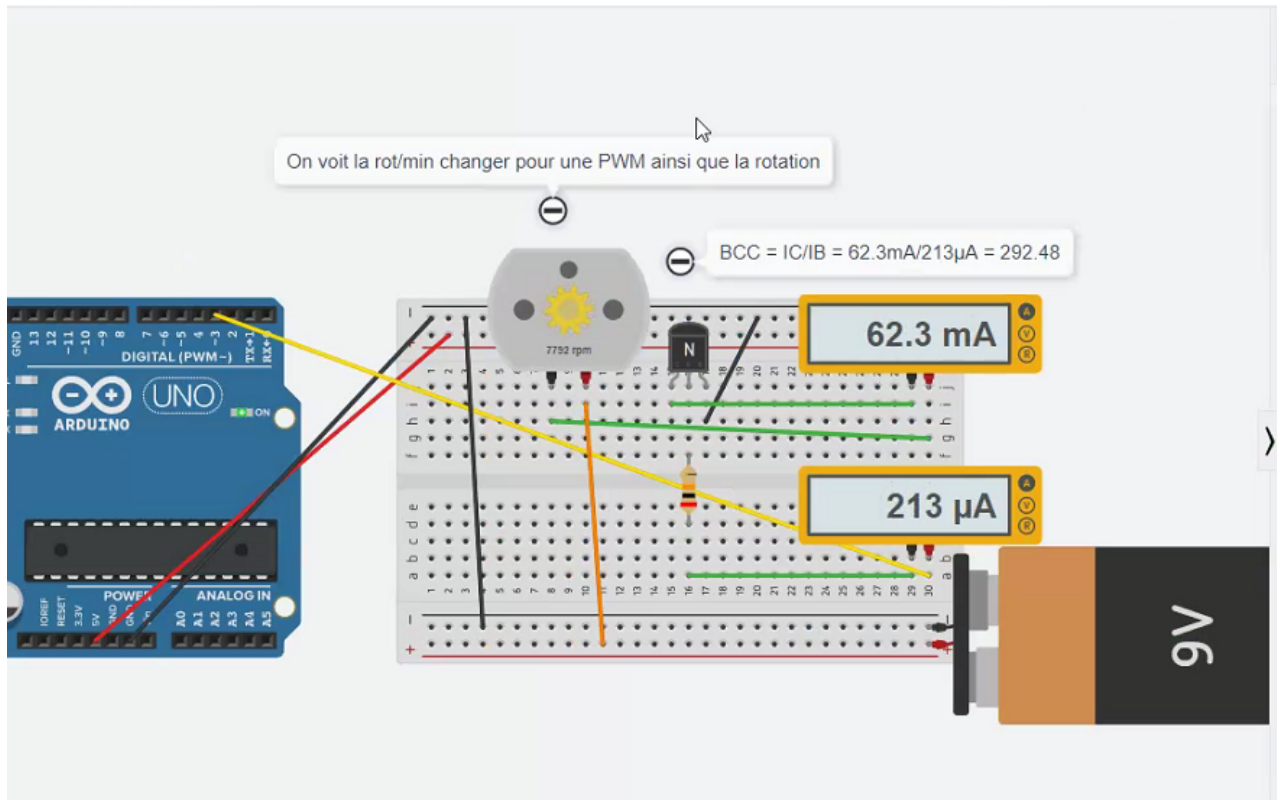 On voit la rot/min changer pour une PWM ainsi que la rotation
BCC = IC/IB = 62.3mA/213µA = 292.48
7792 rpm
N
62.3 mA
A
V
R
213 µA
A
V
R
GND 13 12 ~11 ~10 ~9 8 7 ~6 ~5 4 ~3 2 TX→1 RX←0
DIGITAL (PWM~)
UNO
ARDUINO
ON
POWER
ANALOG IN
IOREF RESET 3.3V 5V GND GND A0 A1 A2 A3 A4 A5
9V